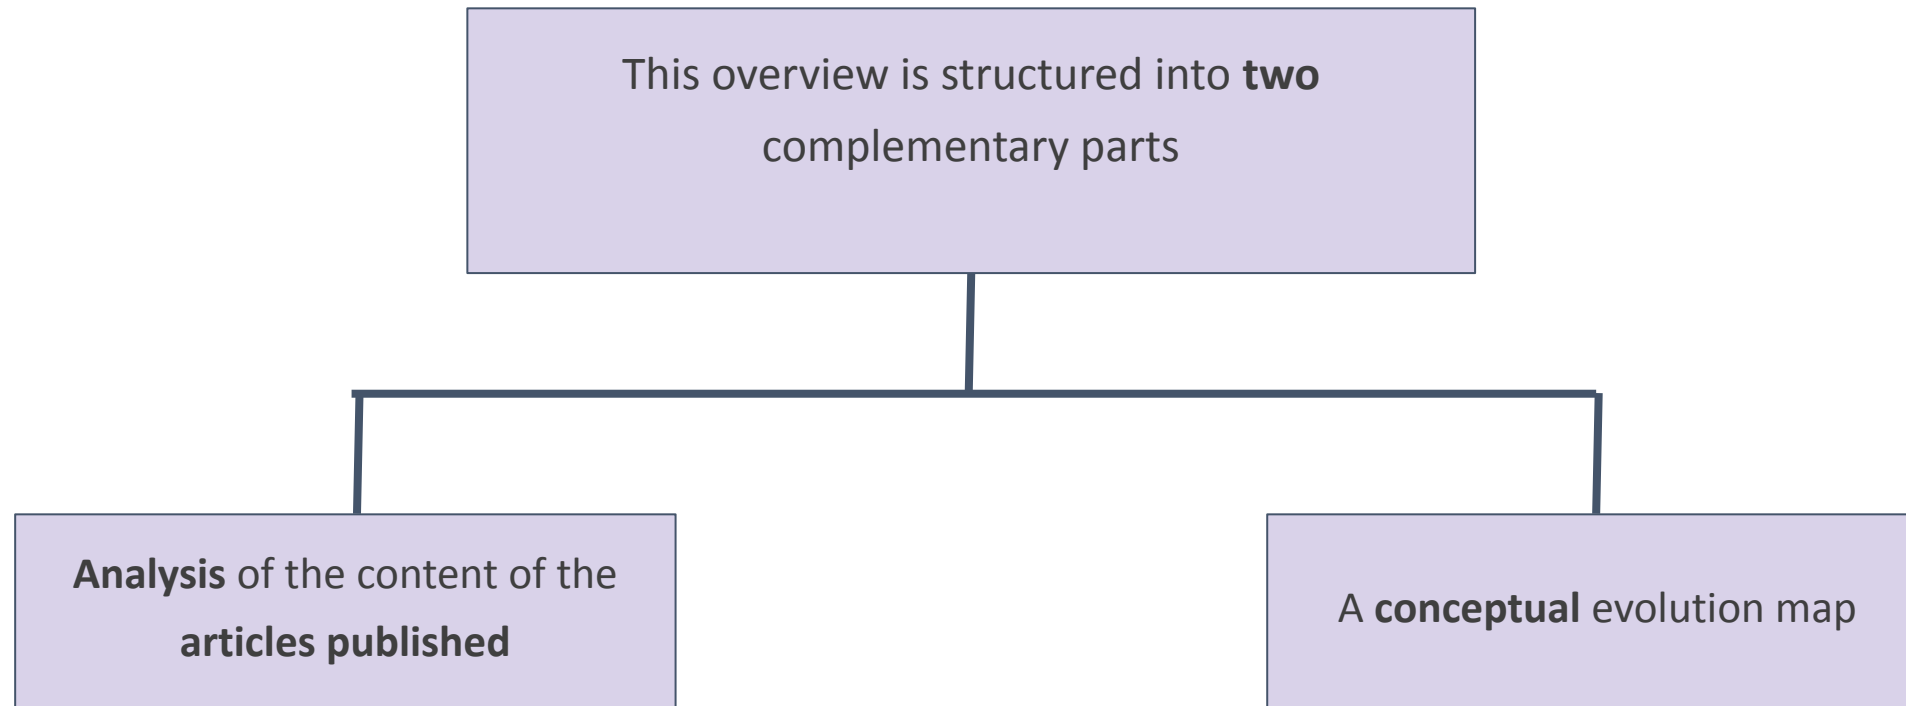 This overview is structured into two
complementary parts
Analysis of the content of the
articles published
A conceptual evolution map